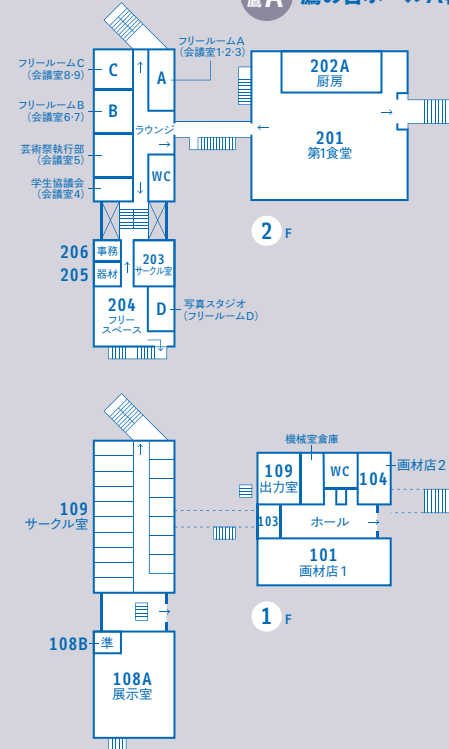 鷹A 鷹の台ホールA
フリールームA
(会議室1・2・3)
フリールームC
(会議室8・9)
C
A
202A
厨房
フリールームB
(会議室6・7)
B
ラウンジ
201
第1食堂
芸術祭執行部
(会議室5)
WC
学生協議会
(会議室4)
2 F
206 事務
203
サークル室
205 器材
204
フリー
スペース
D
写真スタジオ
(フリールームD)
機械室倉庫
109
出力室
WC
104
画材店2
109
サークル室
103
ホール
101
画材店1
1 F
108B 準
108A
展示室